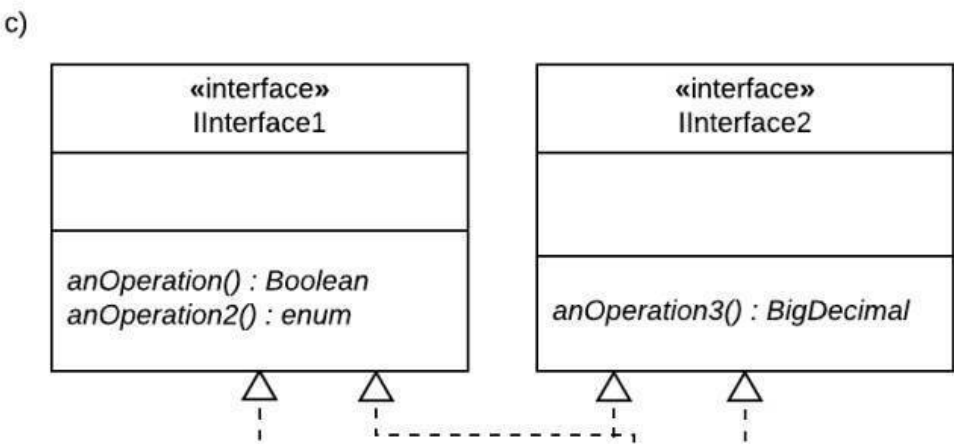 c)
«interface»
IInterface1
anOperation() : Boolean
anOperation2() : enum
«interface»
IInterface2
anOperation3() : BigDecimal